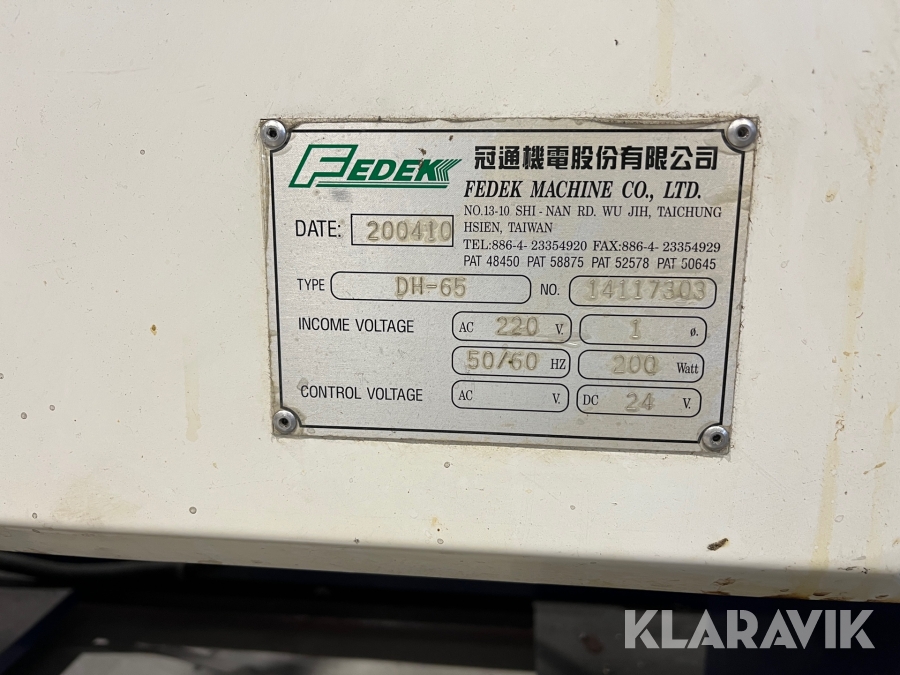 FEDEK
冠通機電股份有限公司
FEDEK MACHINE CO., LTD.
NO.13-10 SHI-NAN RD. WU JIH, TAICHUNG
HSIEN, TAIWAN
TEL:886-4- 23354920 FAX:886-4- 23354929
PAT 48450 PAT 58875 PAT 52578 PAT 50645
DATE: 200410
TYPE DH-65 NO. 14117303
INCOME VOLTAGE AC 220 V. 1 ø.
50/60 HZ 200 Watt
CONTROL VOLTAGE AC V. DC 24 V.
KLARAVIK